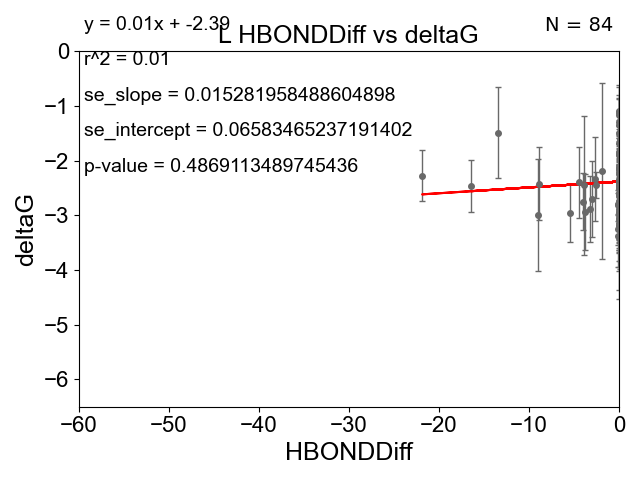 y = 0.01x + -2.39
N = 84
L HBONDDiff vs deltaG
r^2 = 0.01
se_slope = 0.015281958488604898
se_intercept = 0.06583465237191402
p-value = 0.4869113489745436
0
−1
−2
−3
−4
−5
−6
deltaG
−60 −50 −40 −30 −20 −10 0
HBONDDiff